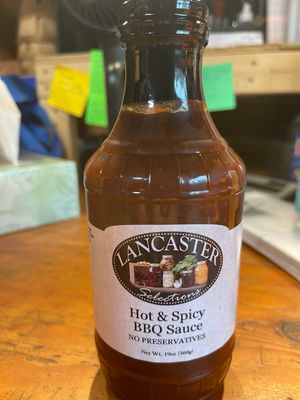 LANCASTER
Selections
Hot & Spicy
BBQ Sauce
NO PRESERVATIVES
Net Wt. 19oz (560g)